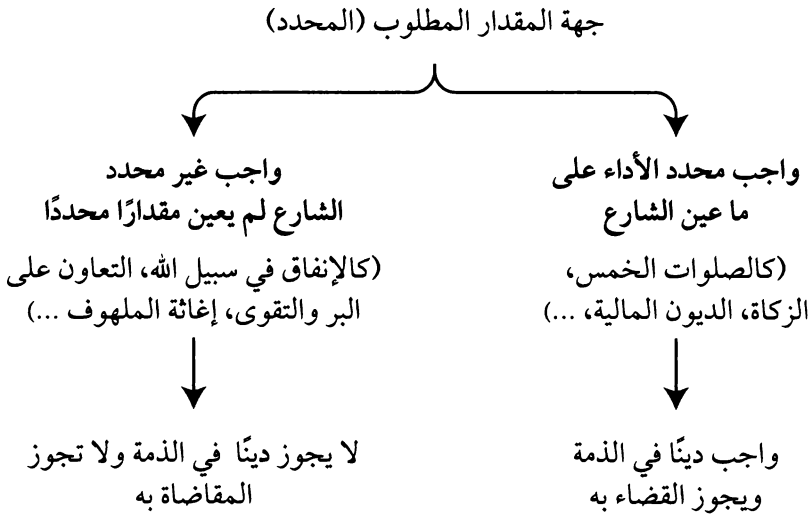 جهة المقدار المطلوب (المحدد)
واجب محدد الأداء على
ما عين الشارع
(كالصلوات الخمس،
الزكاة، الديون المالية، ...)
واجب دينًا في الذمة
ويجوز القضاء به
واجب غير محدد
الشارع لم يعين مقدارًا محددًا
(كالإنفاق في سبيل الله، التعاون على
البر والتقوى، إغاثة الملهوف ...)
لا يجوز دينًا في الذمة ولا تجوز
المقاضاة به